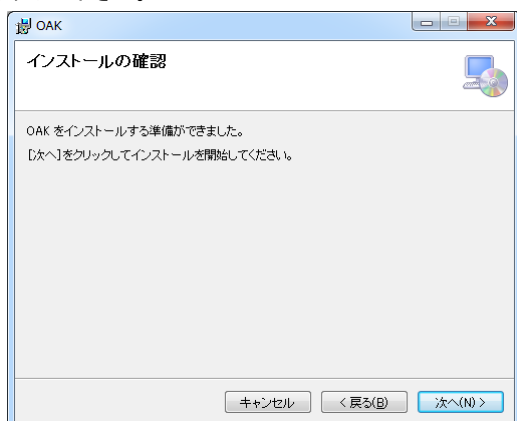 OAK
インストールの確認
OAK をインストールする準備ができました。
[次へ]をクリックしてインストールを開始してください。
キャンセル
< 戻る(B)
次へ(N) >